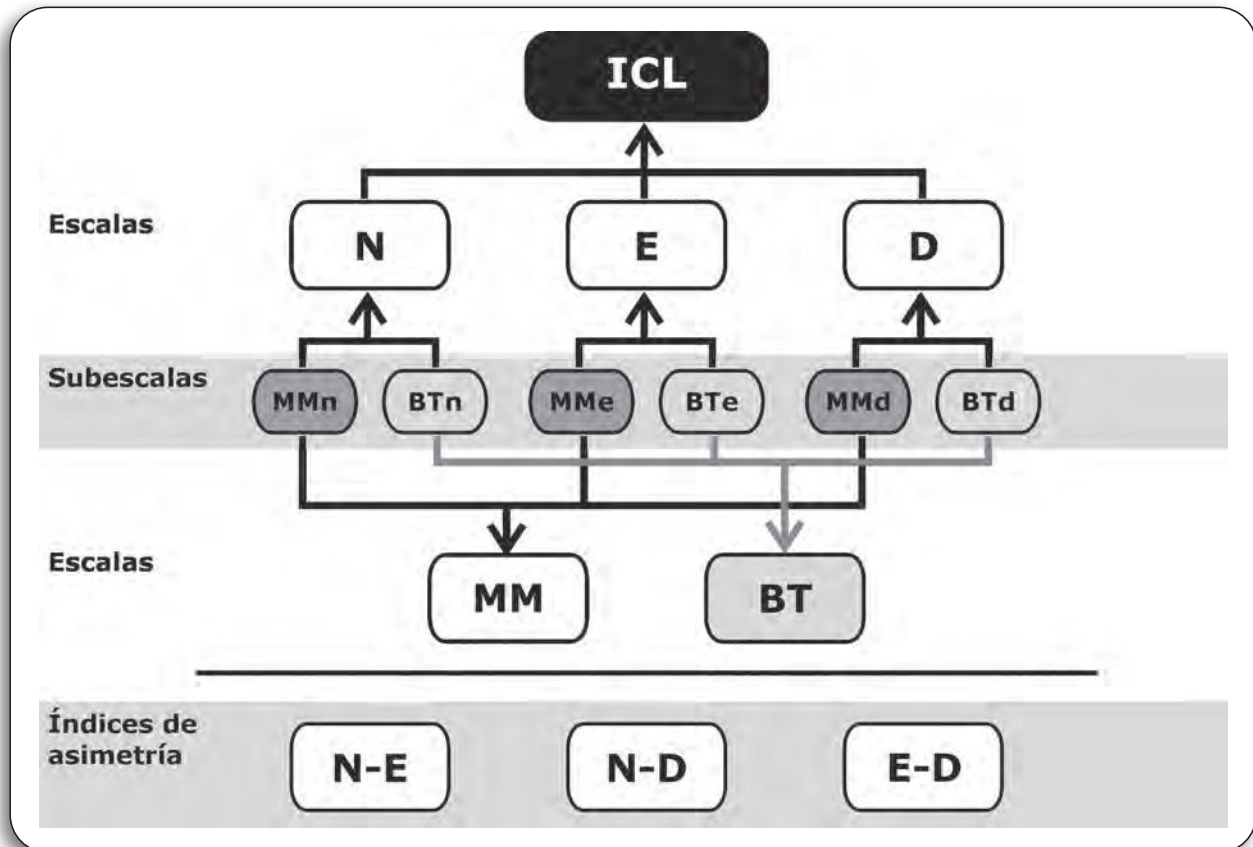 ICL
Escalas
N
E
D
Subescalas
MMn
BTn
MMe
BTe
MMd
BTd
Escalas
MM
BT
Índices de
asimetría
N-E
N-D
E-D